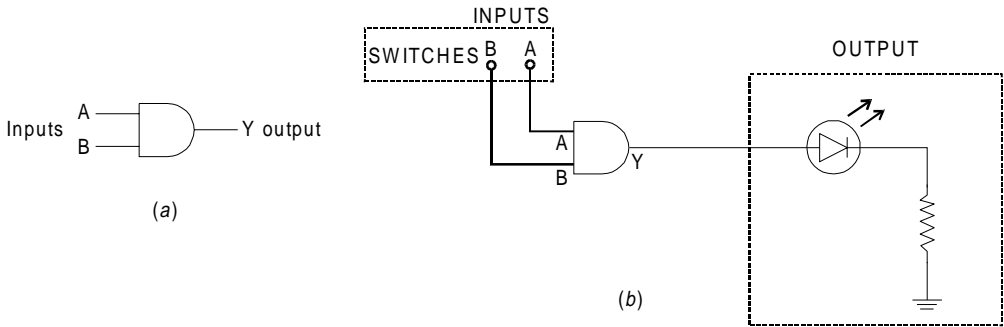 INPUTS
SWITCHES B A
OUTPUT
A
Inputs
Y output
B
A
Y
B
(a)
(b)